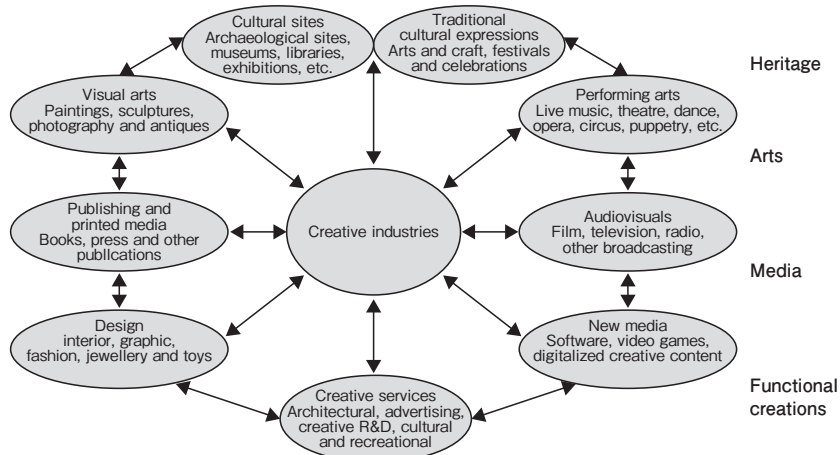 Cultural sites
Archaeological sites,
museums, libraries,
exhibitions, etc.
Traditional
cultural expressions
Arts and craft, festivals
and celebrations
Heritage
Visual arts
Paintings, sculptures,
photography and antiques
Performing arts
Live music, theatre, dance,
opera, circus, puppetry, etc.
Arts
Publishing and
printed media
Books, press and other
publlcations
Creative industries
Audiovisuals
Film, television, radio,
other broadcasting
Media
Design
interior, graphic,
fashion, jewellery and toys
New media
Software, video games,
digitalized creative content
Creative services
Architectural, advertising,
creative R&D, cultural
and recreational
Functional
creations